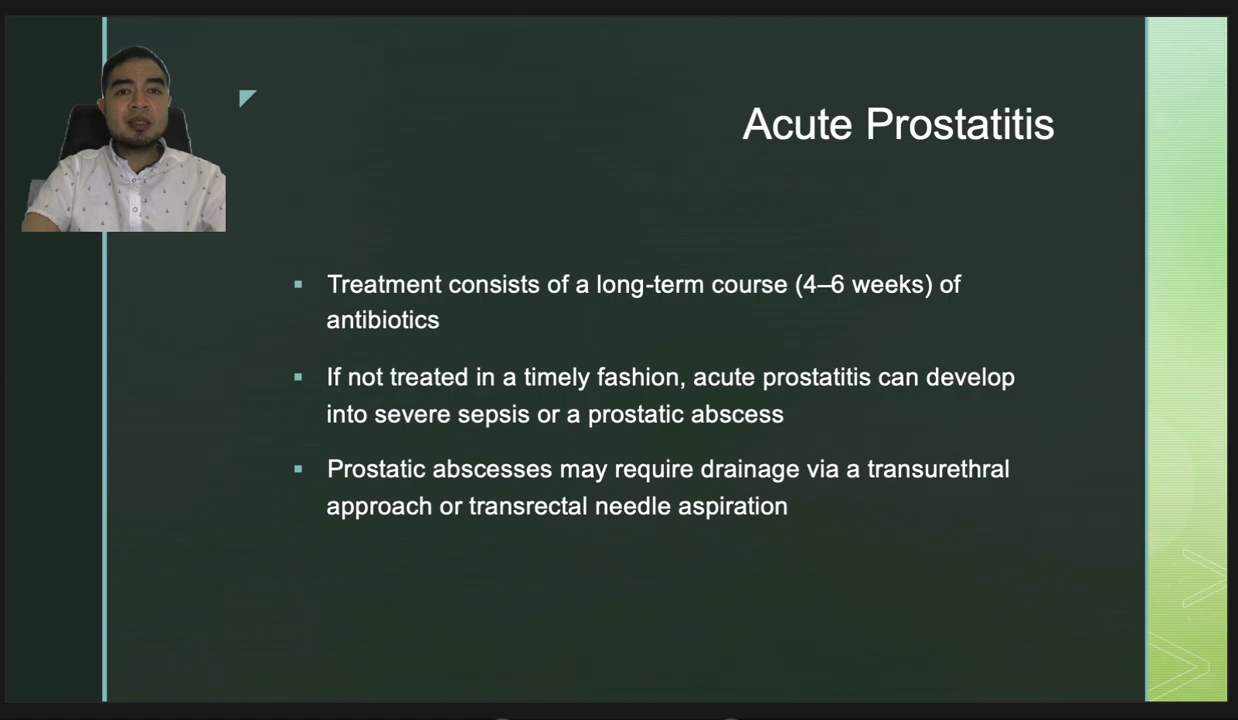 Acute Prostatitis
Treatment consists of a long-term course (4–6 weeks) of
antibiotics
If not treated in a timely fashion, acute prostatitis can develop
into severe sepsis or a prostatic abscess
Prostatic abscesses may require drainage via a transurethral
approach or transrectal needle aspiration